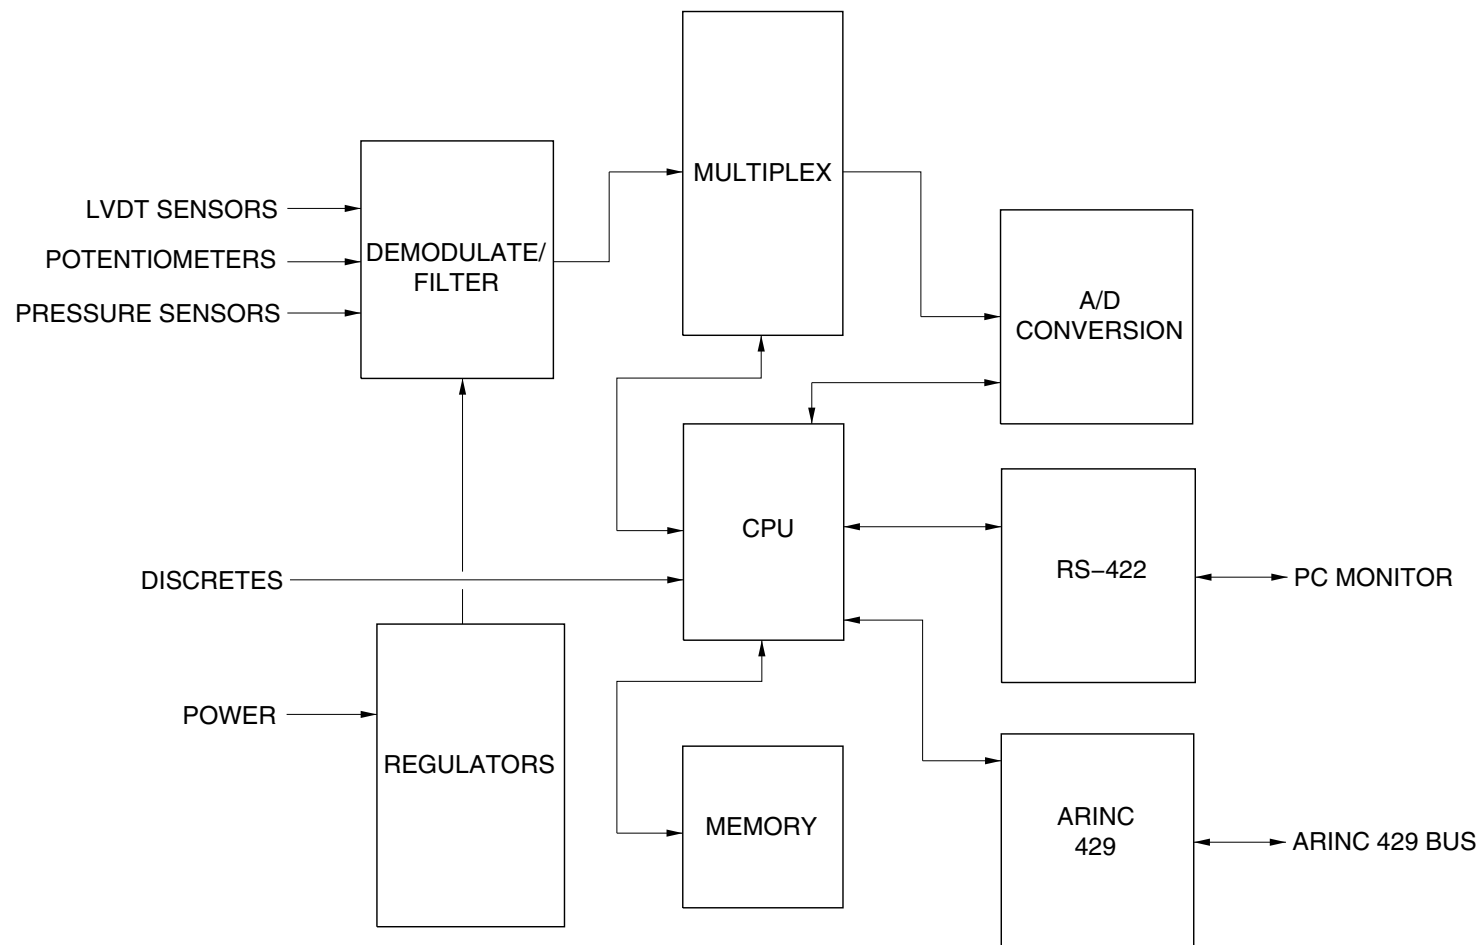 MULTIPLEX
LVDT SENSORS
POTENTIOMETERS
PRESSURE SENSORS
DEMODULATE/
FILTER
A/D
CONVERSION
CPU
DISCRETES
RS−422
PC MONITOR
POWER
REGULATORS
MEMORY
ARINC
429
ARINC 429 BUS